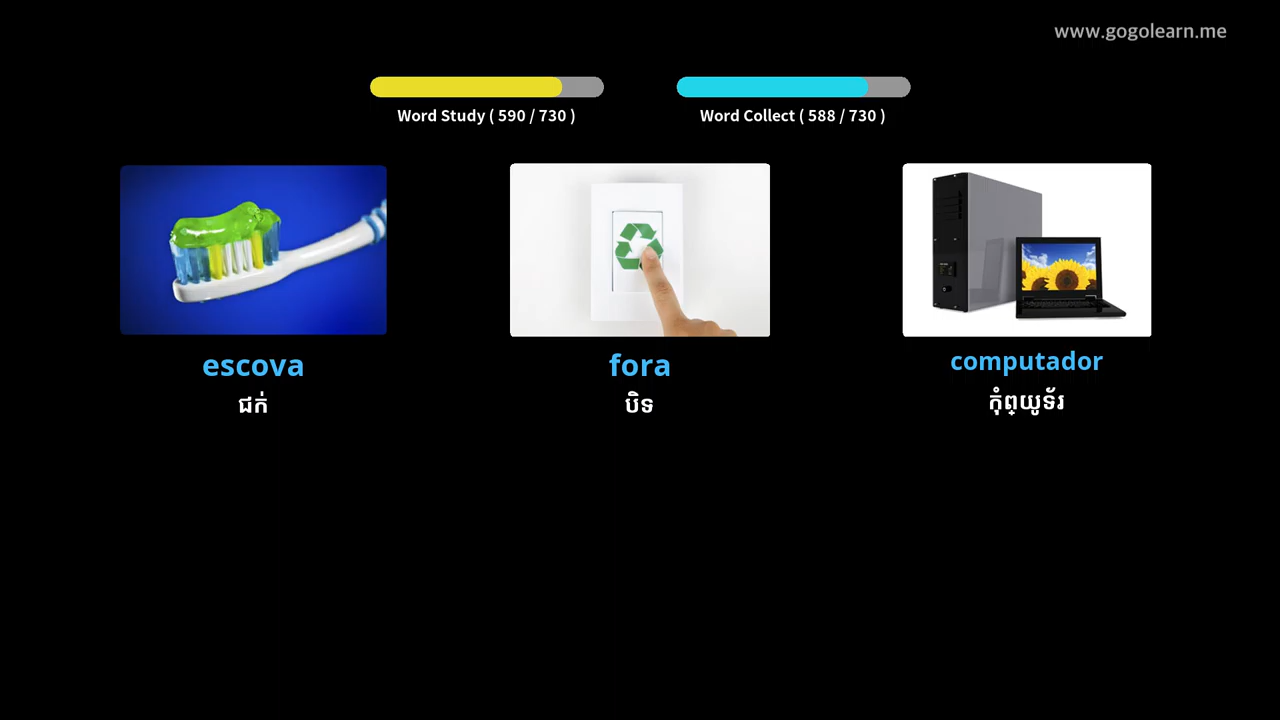 www.gogolearn.me
Word Study ( 590 / 730 )
Word Collect ( 588 / 730 )
escova
fora
computador
ជក់
បិទ
កុំព្យូទ័រ